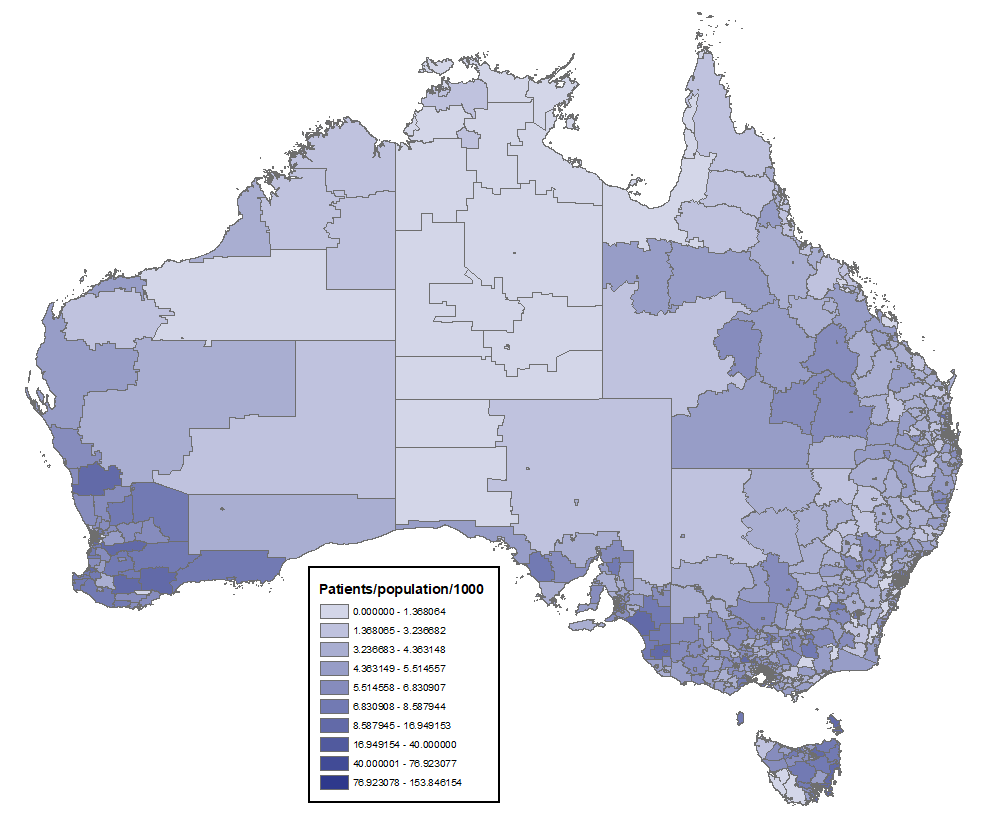 Patients/population/1000
0.000000 - 1.368064
1.368065 - 3.236682
3.236683 - 4.363148
4.363149 - 5.514557
5.514558 - 6.830907
6.830908 - 8.587944
8.587945 - 16.949153
16.949154 - 40.000000
40.000001 - 76.923077
76.923078 - 153.846154